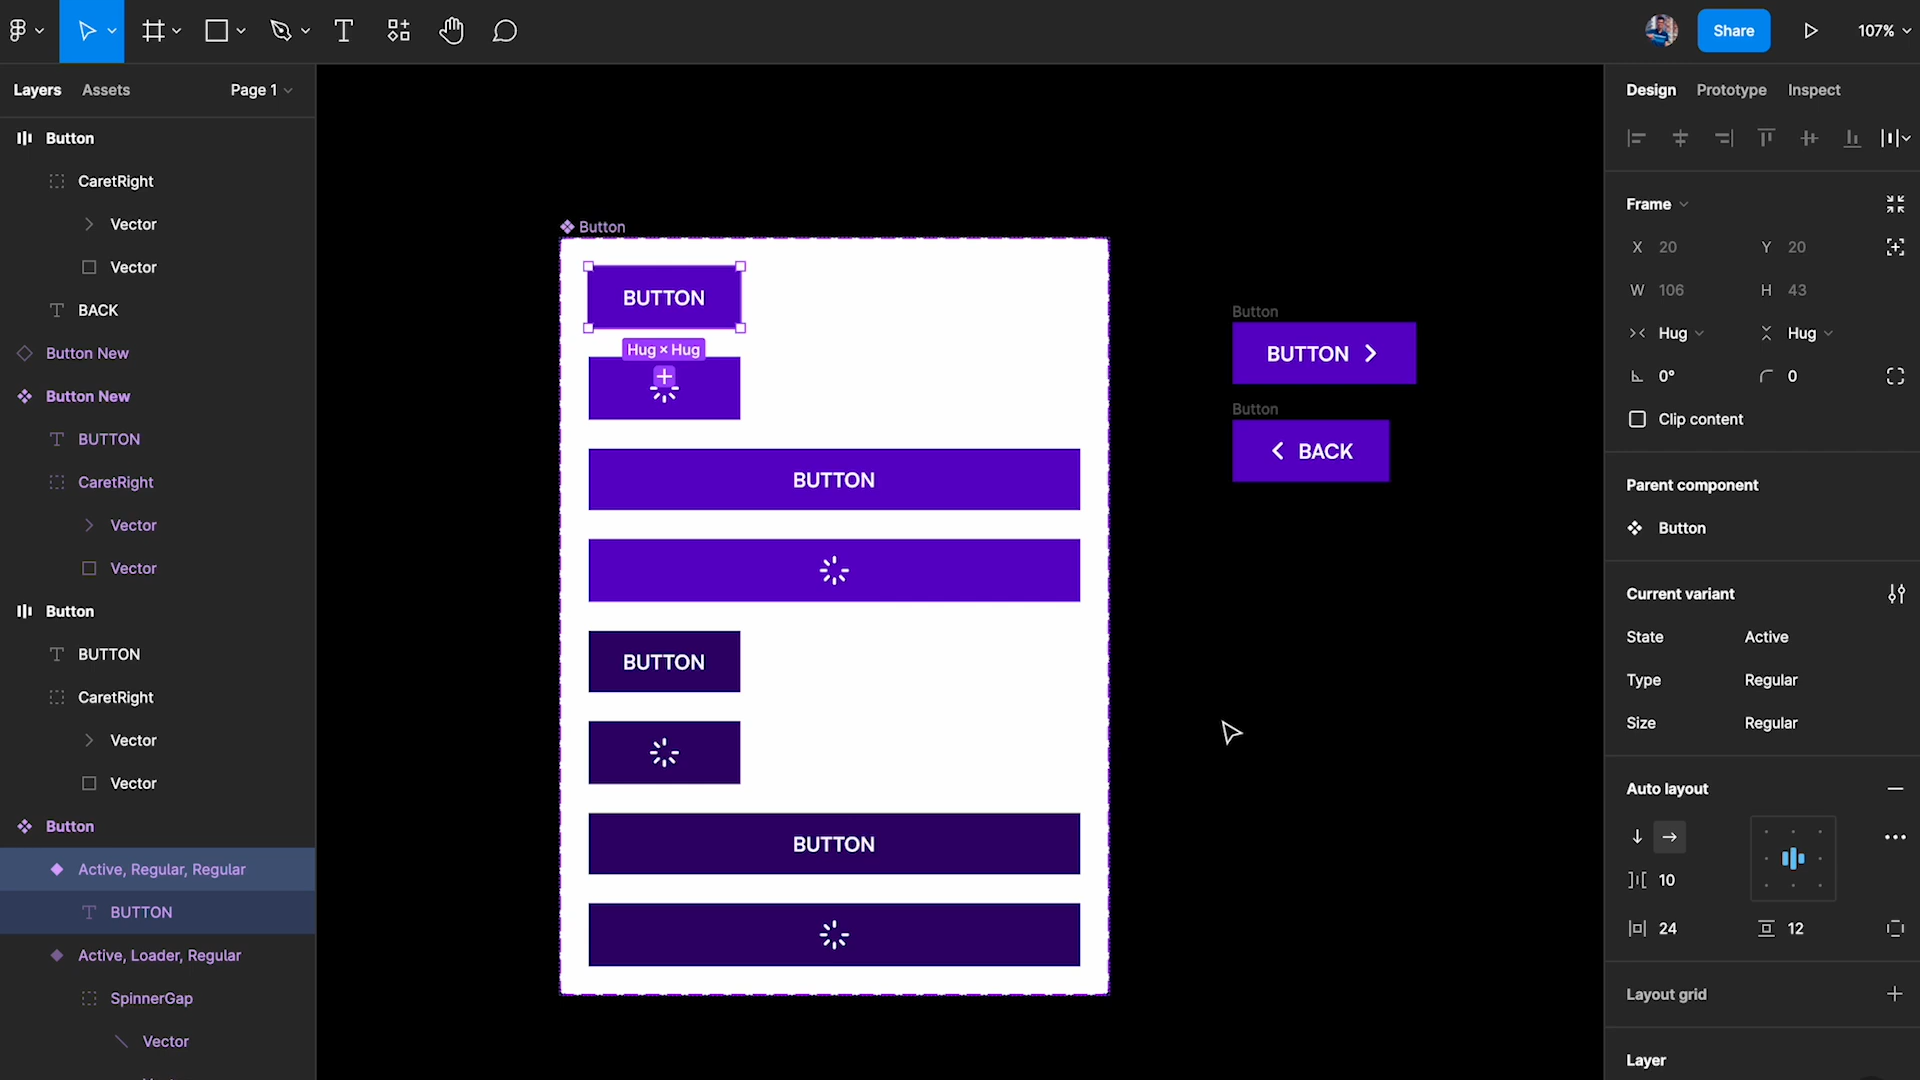 Share
107%
Layers
Assets
Page 1
Button
CaretRight
Vector
Vector
BACK
Button New
Button New
BUTTON
CaretRight
Vector
Vector
Button
BUTTON
CaretRight
Vector
Vector
Button
Active, Regular, Regular
BUTTON
Active, Loader, Regular
SpinnerGap
Vector
Button
BUTTON
Hug × Hug
BUTTON
BUTTON
BUTTON
Button
BUTTON
Button
BACK
Design
Prototype
Inspect
Frame
X 20
Y 20
W 106
H 43
Hug
Hug
0°
0
Clip content
Parent component
Button
Current variant
State Active
Type Regular
Size Regular
Auto layout
10
24
12
Layout grid
Layer